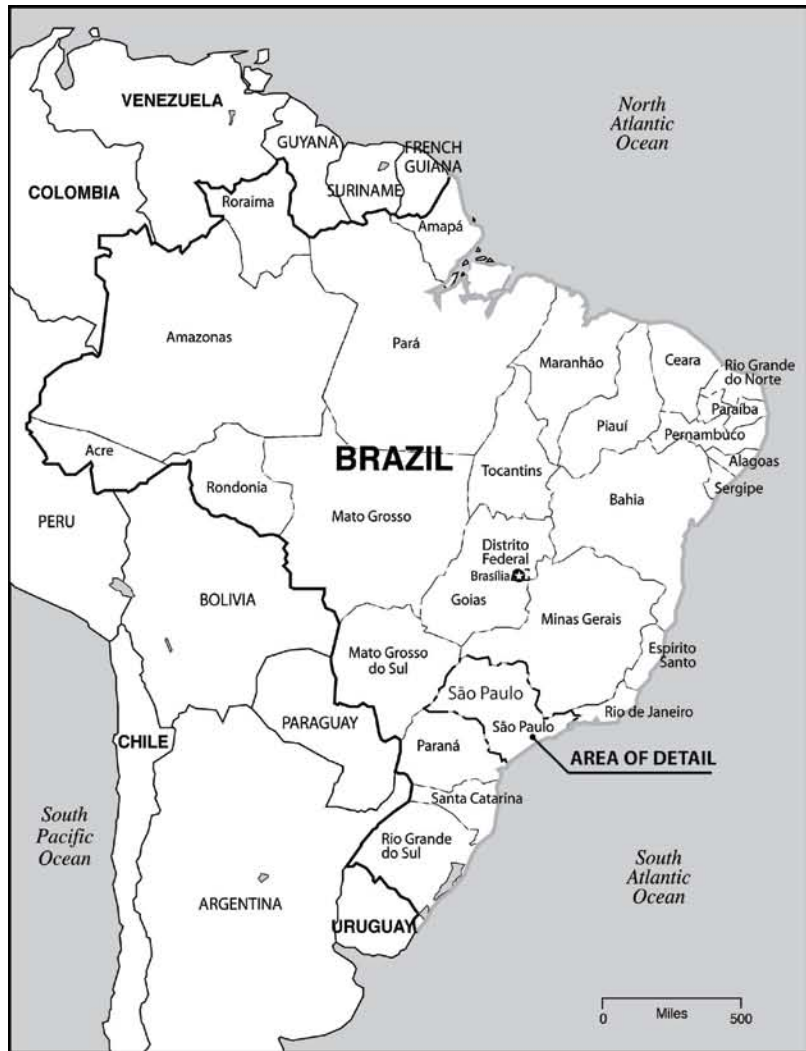 VENEZUELA
North
Atlantic
Ocean
GUYANA
FRENCH
GUIANA
SURINAME
COLOMBIA
Roraima
Amapá
Amazonas
Pará
Maranhão
Ceara
Rio Grande
do Norte
Paraíba
Piauí
Pernambuco
Acre
BRAZIL
Alagoas
Rondonia
Tocantins
Sergipe
Bahia
Mato Grosso
PERU
Distrito
Federal
Brasília
BOLIVIA
Goias
Minas Gerais
Mato Grosso
do Sul
Espirito
Santo
São Paulo
Rio de Janeiro
PARAGUAY
São Paulo
CHILE
Paraná
AREA OF DETAIL
Santa Catarina
South
Pacific
Ocean
Rio Grande
do Sul
South
Atlantic
Ocean
ARGENTINA
URUGUAY
0 Miles 500